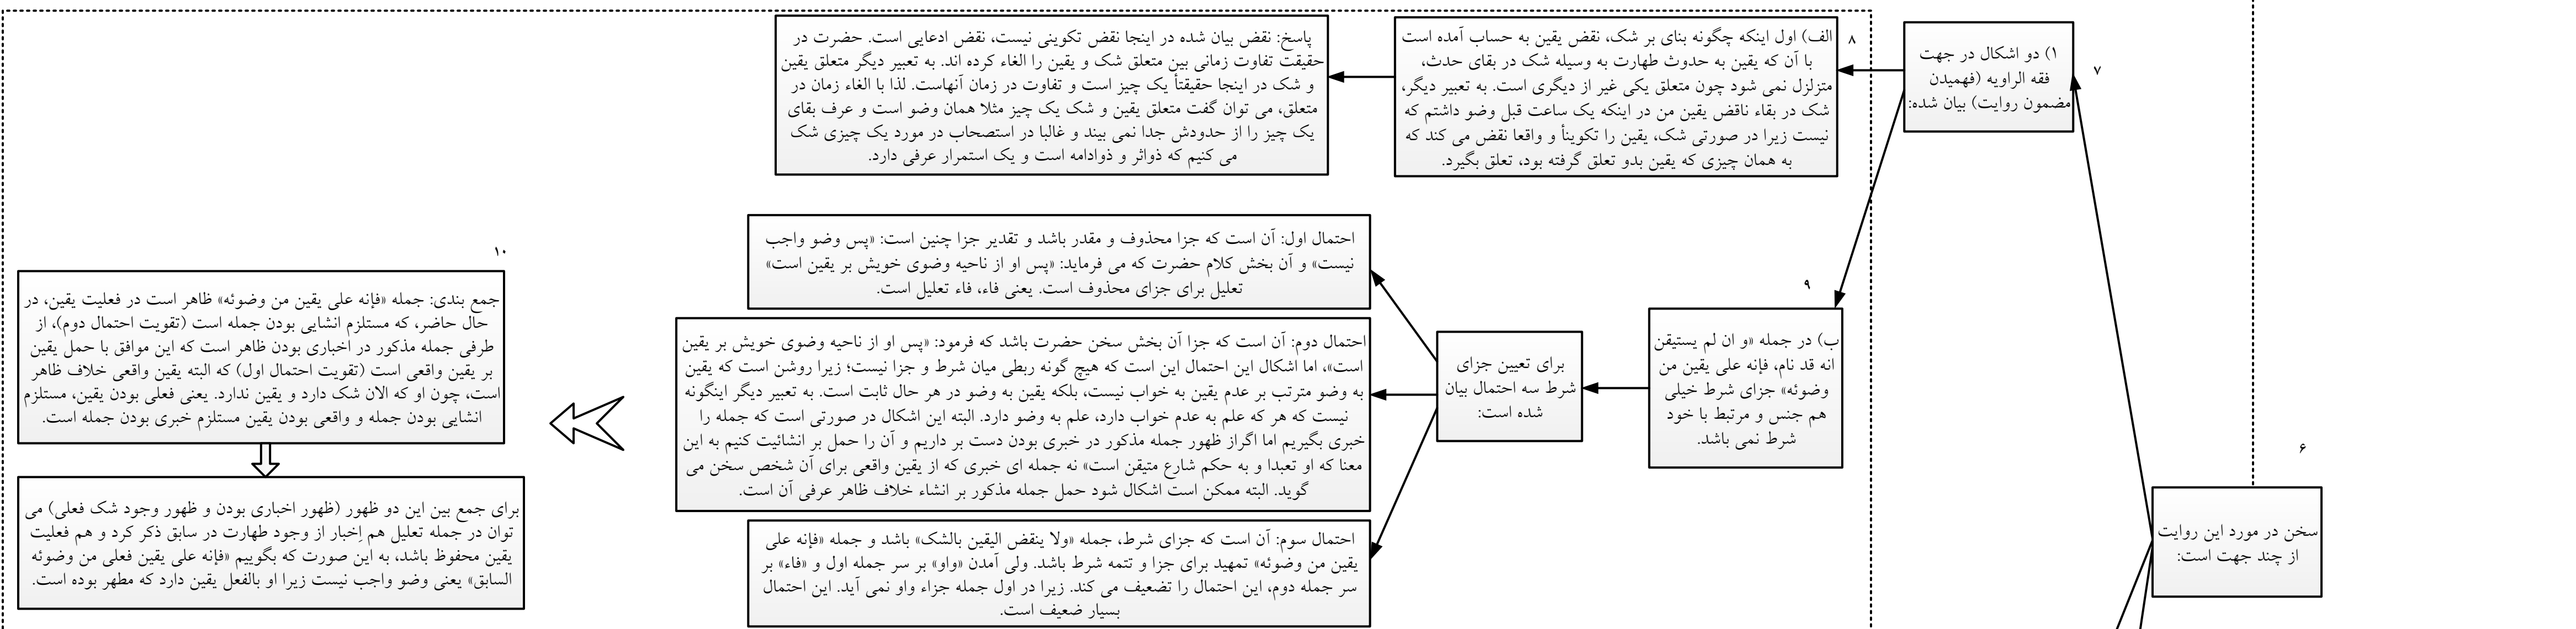 ۶
سخن در مورد این روایت
از چند جهت است:
۷
۱) دو اشکال در جهت
فقه الراویه (فهمیدن
مضمون روایت) بیان شده:
۸
الف) اول اینکه چگونه بنای بر شک، نقض یقین به حساب آمده است
با آن که یقین به حدوث طهارت به وسیله شک در بقای حدث،
متزلزل نمی شود چون متعلق یکی غیر از دیگری است. به تعبیر دیگر،
شک در بقاء ناقض یقین من در اینکه یک ساعت قبل وضو داشتم که
نیست زیرا در صورتی شک، یقین را تکویناً و واقعا نقض می کند که
به همان چیزی که یقین بدو تعلق گرفته بود، تعلق بگیرد.
پاسخ: نقض بیان شده در اینجا نقض تکوینی نیست، نقض ادعایی است. حضرت در
حقیقت تفاوت زمانی بین متعلق شک و یقین را الغاء کرده اند. به تعبیر دیگر متعلق یقین
و شک در اینجا حقیقتاً یک چیز است و تفاوت در زمان آنهاست. لذا با الغاء زمان در
متعلق، می توان گفت متعلق یقین و شک یک چیز مثلا همان وضو است و عرف بقای
یک چیز را از حدودش جدا نمی بیند و غالبا در استصحاب در مورد یک چیزی شک
می کنیم که ذواثر و ذوادامه است و یک استمرار عرفی دارد.
۹
ب) در جمله «و ان لم یستیقن
انه قد نام، فإنه علی یقین من
وضوئه» جزای شرط خیلی
هم جنس و مرتبط با خود
شرط نمی باشد.
برای تعیین جزای
شرط سه احتمال بیان
شده است:
احتمال اول: آن است که جزا محذوف و مقدر باشد و تقدیر جزا چنین است: «پس وضو واجب
نیست» و آن بخش کلام حضرت که می فرماید: «پس او از ناحیه وضوی خویش بر یقین است»
تعلیل برای جزای محذوف است. یعنی فاء، فاء تعلیل است.
احتمال دوم: آن است که جزا آن بخش سخن حضرت باشد که فرمود: «پس او از ناحیه وضوی خویش بر یقین
است»، اما اشکال این احتمال این است که هیچ گونه ربطی میان شرط و جزا نیست؛ زیرا روشن است که یقین
به وضو مترتب بر عدم یقین به خواب نیست، بلکه یقین به وضو در هر حال ثابت است. به تعبیر دیگر اینگونه
نیست که هر که علم به عدم خواب دارد، علم به وضو دارد. البته این اشکال در صورتی است که جمله را
خبری بگیریم اما اگراز ظهور جمله مذکور در خبری بودن دست بر داریم و آن را حمل بر انشائیت کنیم به این
معنا که او تعبدا و به حکم شارع متیقن است» نه جمله ای خبری که از یقین واقعی برای آن شخص سخن می
گوید. البته ممکن است اشکال شود حمل جمله مذکور بر انشاء خلاف ظاهر عرفی آن است.
احتمال سوم: آن است که جزای شرط، جمله «ولا ینقض الیقین بالشک» باشد و جمله «فإنه علی
یقین من وضوئه» تمهید برای جزا و تتمه شرط باشد. ولی آمدن «واو» بر سر جمله اول و «فاء» بر
سر جمله دوم، این احتمال را تضعیف می کند. زیرا در اول جمله جزاء واو نمی آید. این احتمال
بسیار ضعیف است.
۱۰
جمع بندی: جمله «فإنه علی یقین من وضوئه» ظاهر است در فعلیت یقین، در
حال حاضر، که مستلزم انشایی بودن جمله است (تقویت احتمال دوم)، از
طرفی جمله مذکور در اخباری بودن ظاهر است که این موافق با حمل یقین
بر یقین واقعی است (تقویت احتمال اول) که البته یقین واقعی خلاف ظاهر
است، چون او که الان شک دارد و یقین ندارد. یعنی فعلی بودن یقین، مستلزم
انشایی بودن جمله و واقعی بودن یقین مستلزم خبری بودن جمله است.
برای جمع بین این دو ظهور (ظهور اخباری بودن و ظهور وجود شک فعلی) می
توان در جمله تعلیل هم اِخبار از وجود طهارت در سابق ذکر کرد و هم فعلیت
یقین محفوظ باشد، به این صورت که بگوییم «فإنه علی یقین فعلی من وضوئه
السابق» یعنی وضو واجب نیست زیرا او بالفعل یقین دارد که مطهر بوده است.